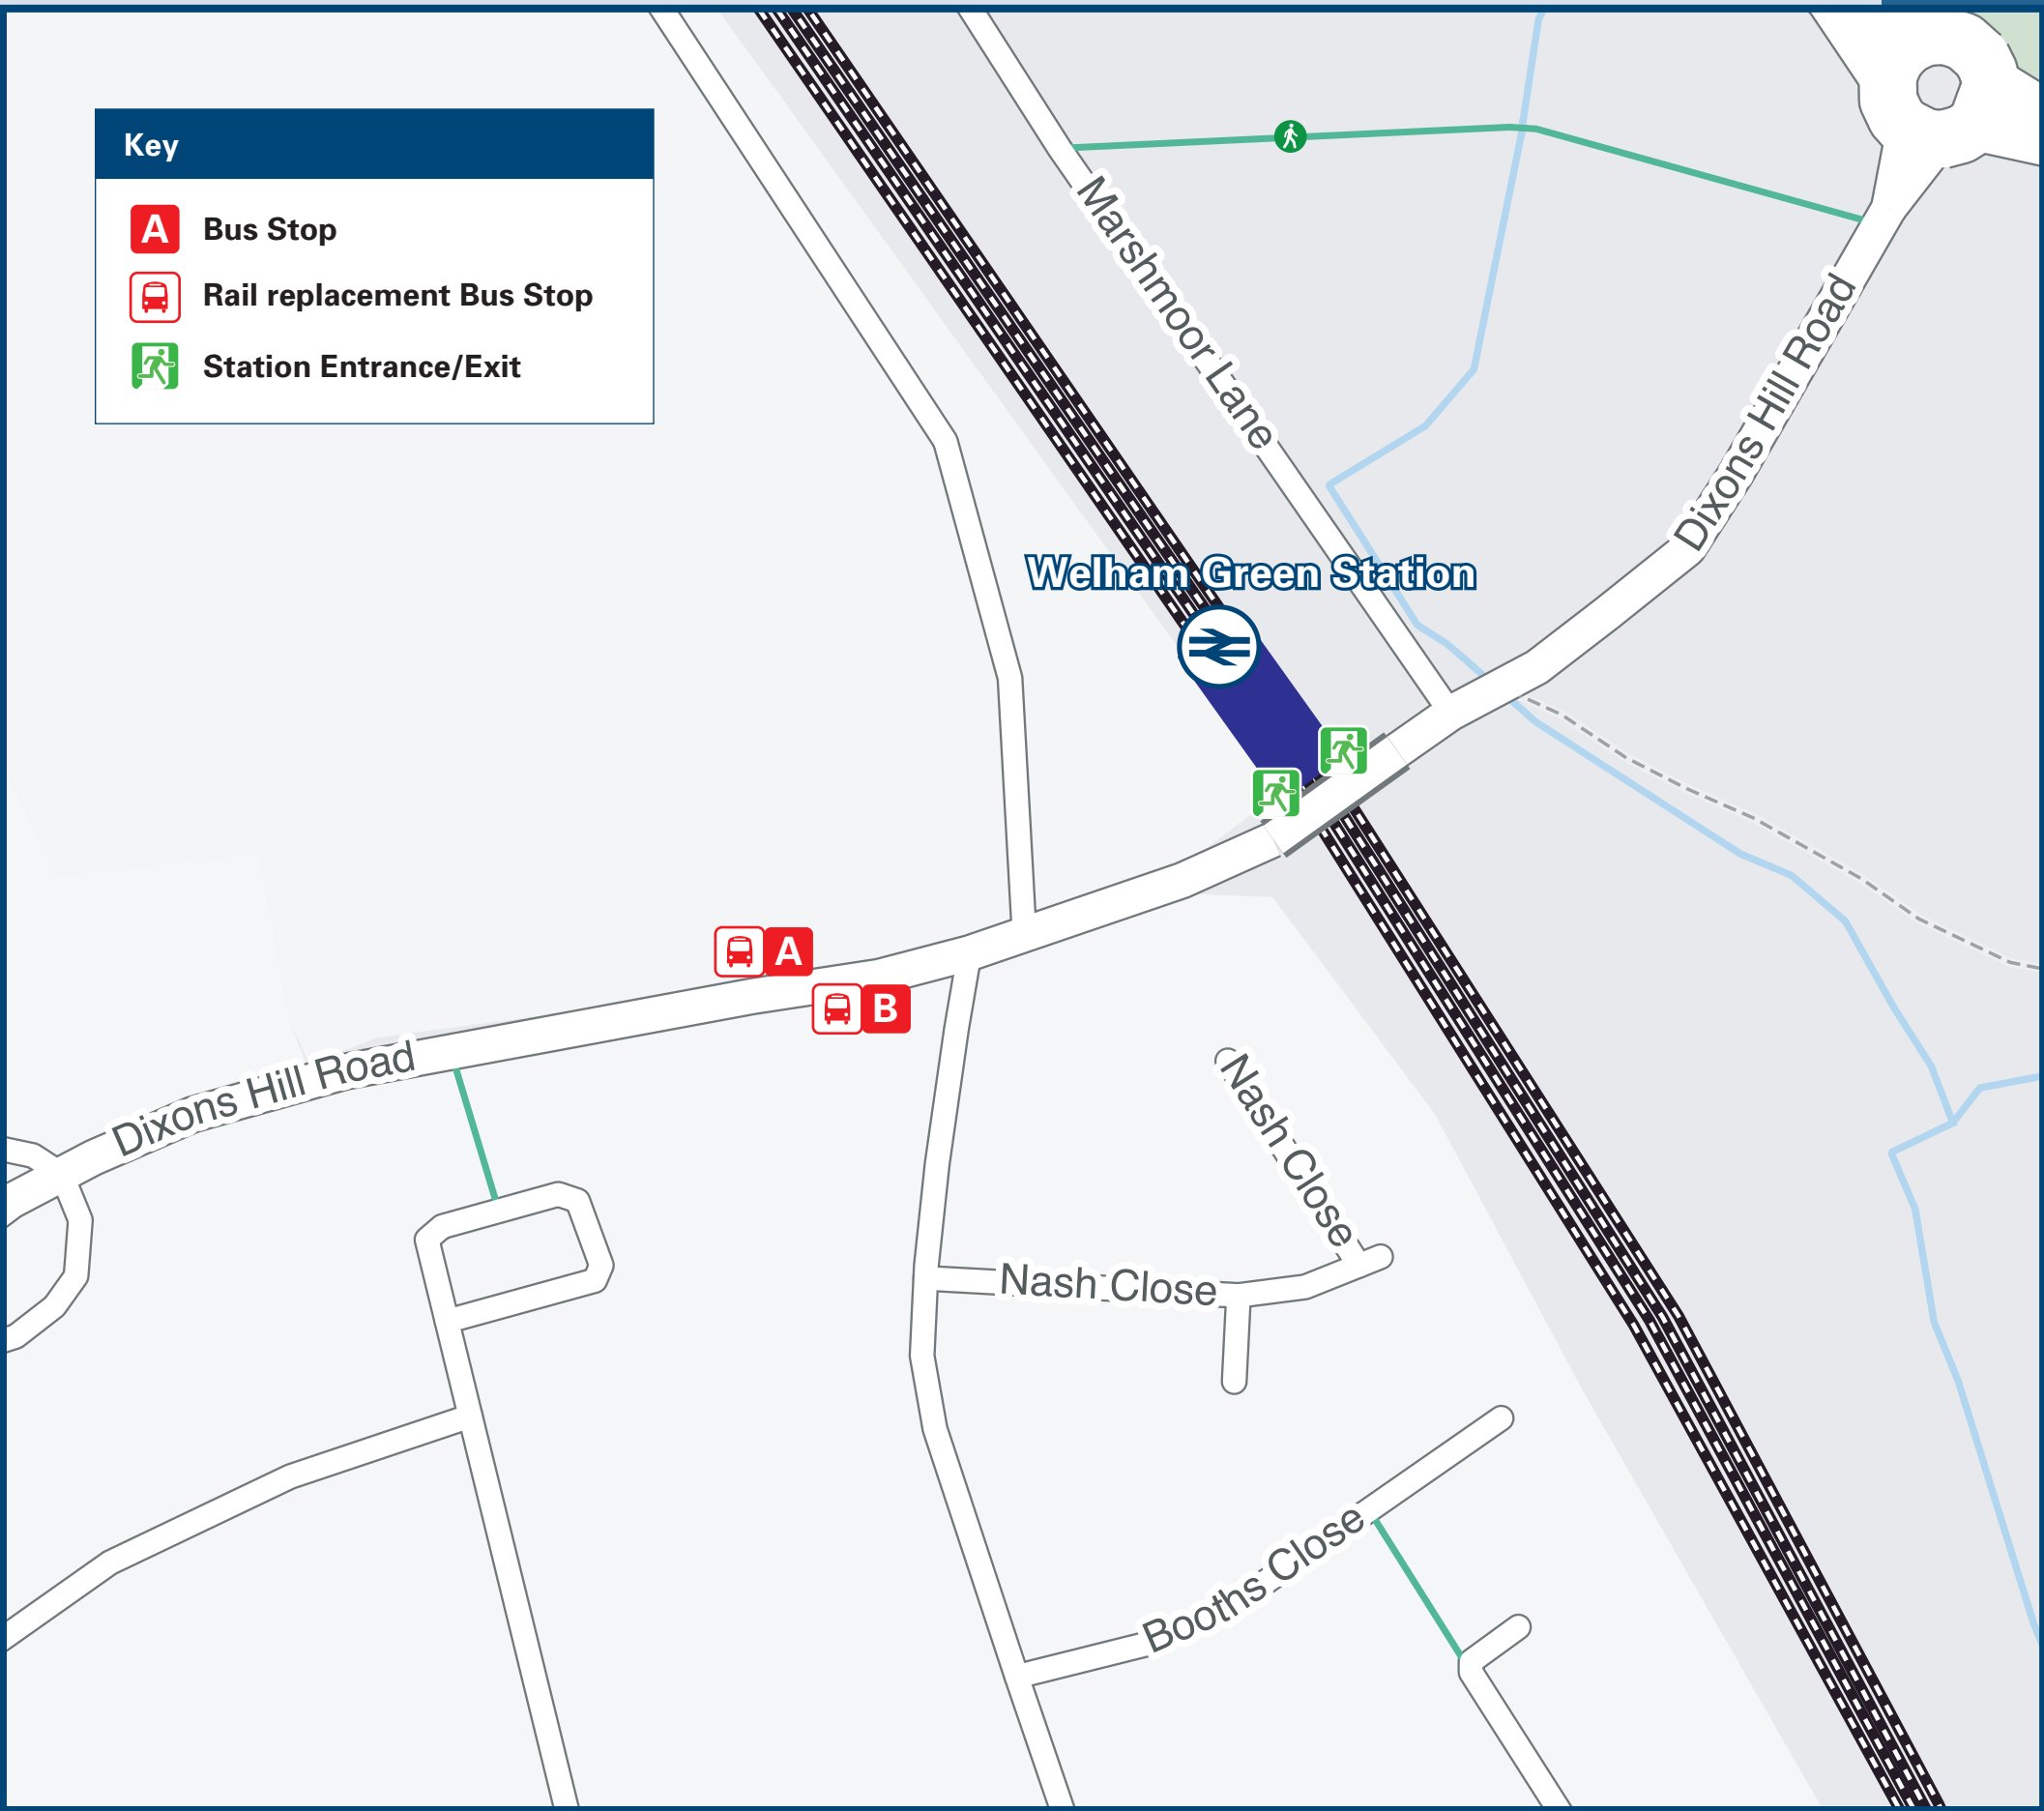 Key
A Bus Stop
Rail replacement Bus Stop
Station Entrance/Exit
Marshmoor Lane
Dixons Hill Road
Welham Green Station
A
B
Dixons Hill Road
Nash Close
Nash Close
Booths Close